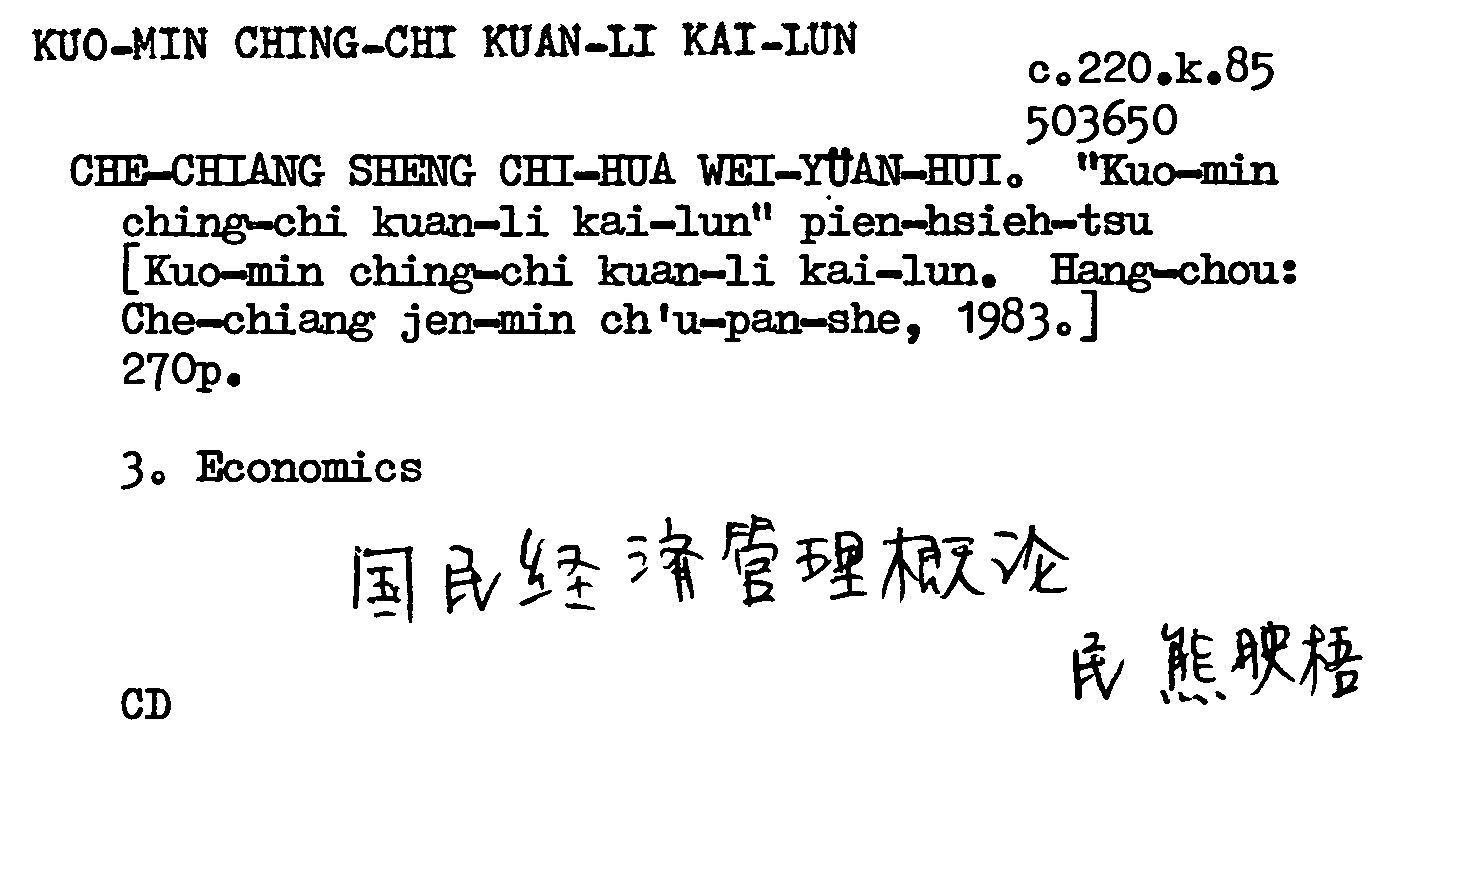 KUO-MIN CHING-CHI KUAN-LI KAI-LUN
c.220.k.85
503650
CHE-CHIANG SHENG CHI-HUA WEI-YÜAN-HUI. "Kuo-min
ching-chi kuan-li kai-lun" pien-hsieh-tsu
[Kuo-min ching-chi kuan-li kai-lun. Hang-chou:
Che-chiang jen-min ch'u-pan-she, 1983.]
270p.
3. Economics
国民经济管理概论
民 熊映梧
CD